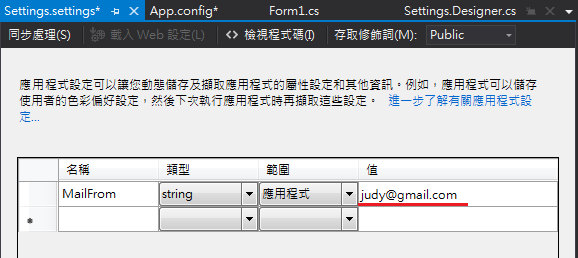 Settings.settings* App.config* Form1.cs Settings.Designer.cs
同步處理(S) 載入 Web 設定(L) <> 檢視程式碼(I) 存取修飾詞(M): Public
應用程式設定可以讓您動態儲存及擷取應用程式的屬性設定和其他資訊。例如，應用程式可以儲存
使用者的色彩偏好設定，然後下次執行應用程式時再擷取這些設定。 進一步了解有關應用程式設
定...
名稱 類型 範圍 值
MailFrom string 應用程式 judy@gmail.com